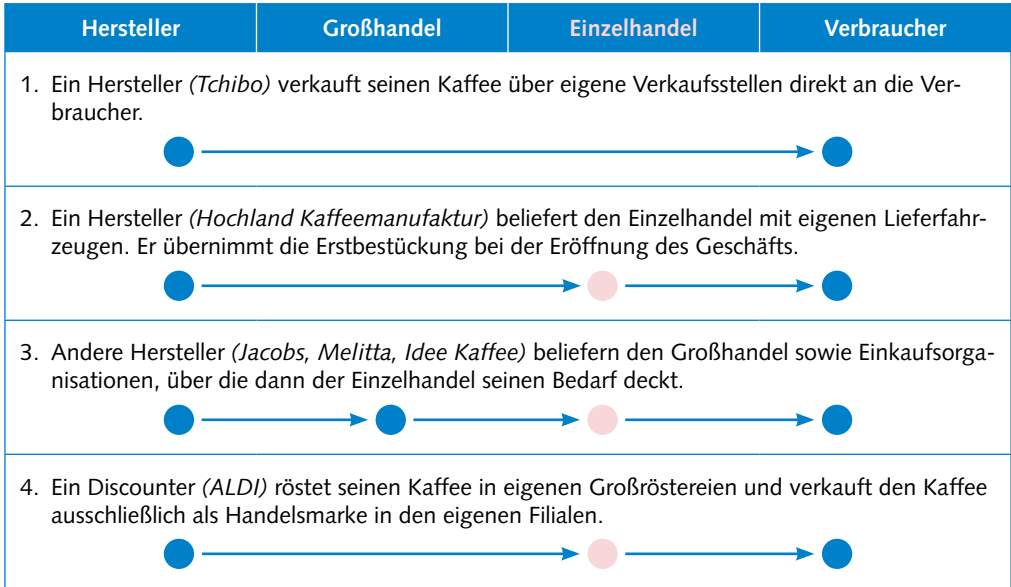 Hersteller Großhandel Einzelhandel Verbraucher
1. Ein Hersteller (Tchibo) verkauft seinen Kaffee über eigene Verkaufsstellen direkt an die Ver-
braucher.
2. Ein Hersteller (Hochland Kaffeemanufaktur) beliefert den Einzelhandel mit eigenen Lieferfahr-
zeugen. Er übernimmt die Erstbestückung bei der Eröffnung des Geschäfts.
3. Andere Hersteller (Jacobs, Melitta, Idee Kaffee) beliefern den Großhandel sowie Einkaufsorga-
nisationen, über die dann der Einzelhandel seinen Bedarf deckt.
4. Ein Discounter (ALDI) röstet seinen Kaffee in eigenen Großröstereien und verkauft den Kaffee
ausschließlich als Handelsmarke in den eigenen Filialen.